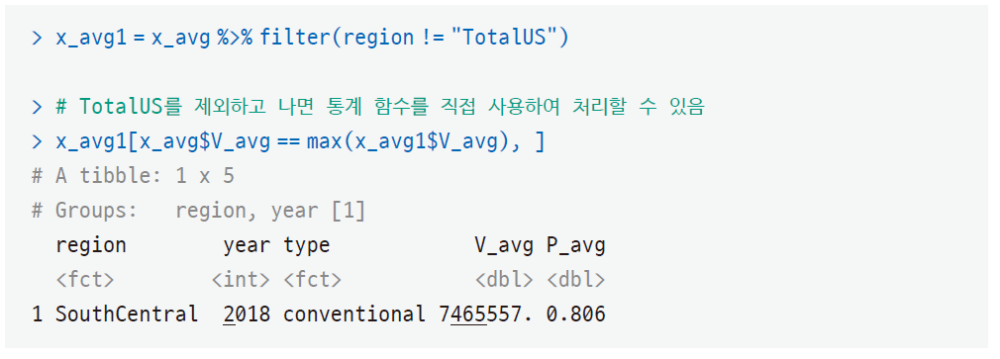 > x_avg1 = x_avg %>% filter(region != "TotalUS")
> # TotalUS를 제외하고 나면 통계 함수를 직접 사용하여 처리할 수 있음
> x_avg1[x_avg$V_avg == max(x_avg1$V_avg), ]
# A tibble: 1 x 5
# Groups:   region, year [1]
  region        year type            V_avg P_avg
  <fct>        <int> <fct>           <dbl> <dbl>
1 SouthCentral  2018 conventional 7465557. 0.806